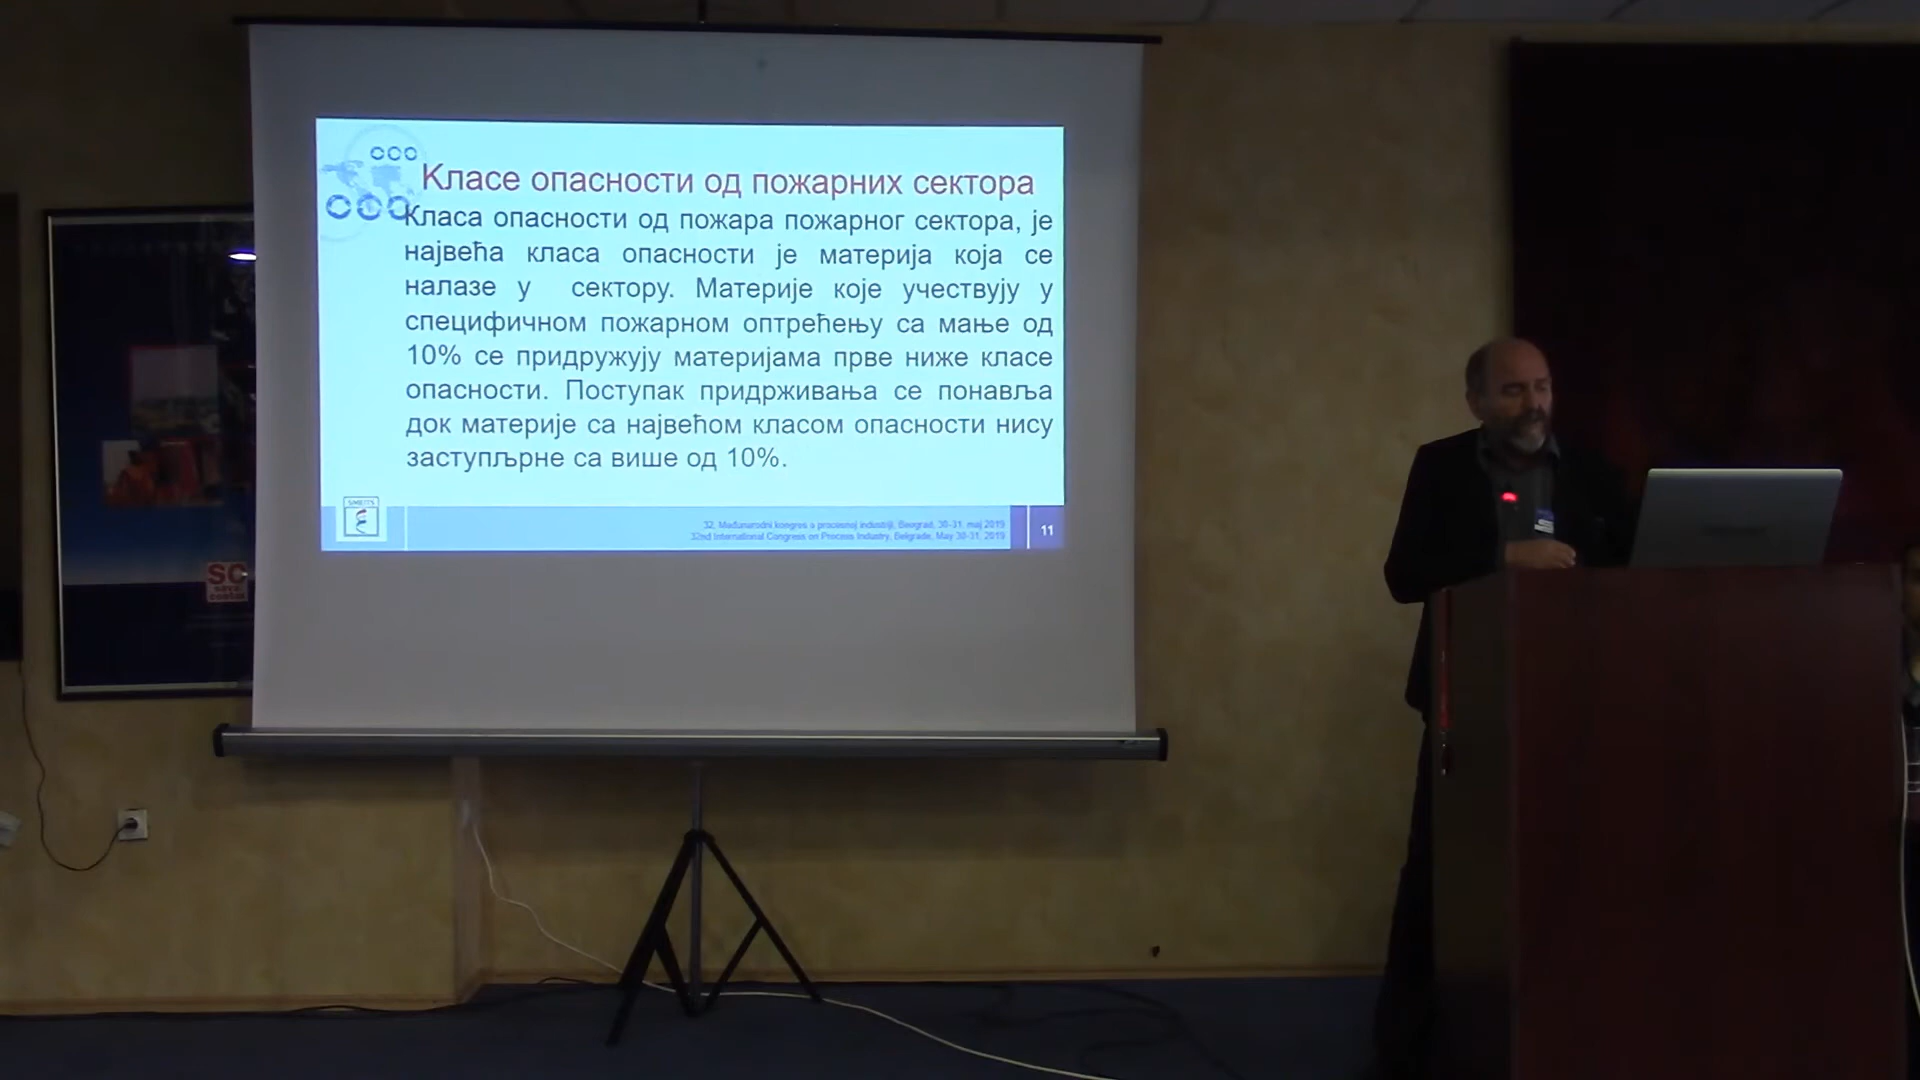 Класе опасности од пожарних сектора
Класа опасности од пожара пожарног сектора, је
највећа класа опасности је материја која се
налазе у сектору. Материје које учествују у
специфичном пожарном оптрећењу са мање од
10% се придружују материјама прве ниже класе
опасности. Поступак придрживања се понавља
док материје са највећом класом опасности нису
заступљрне са више од 10%.
SMEITS
32. Međunarodni kongres o procesnoj industriji, Beograd, 30-31. maj 2019
32nd International Congress on Process Industry, Belgrade, May 30-31, 2019
11
SC
sava
centar